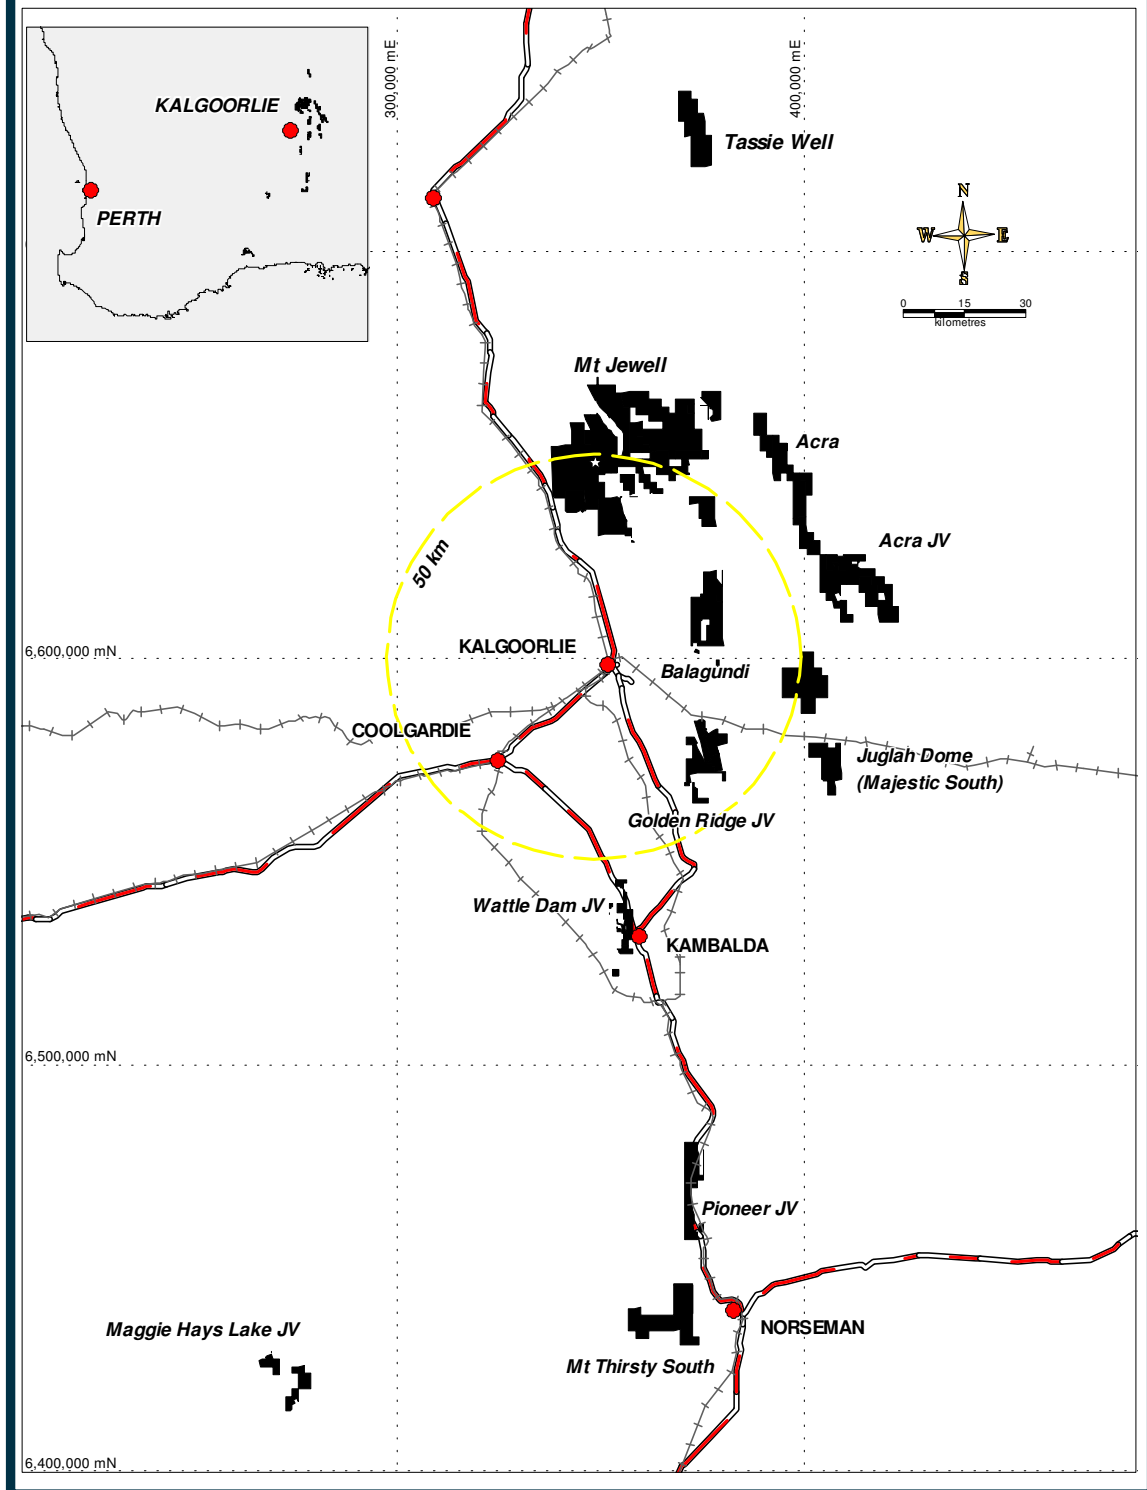 300,000 mE
400,000 mE
KALGOORLIE
PERTH
Tassie Well
N
W E
S
0 15 30
kilometres
Mt Jewell
Acra
Acra JV
50 km
KALGOORLIE
6,600,000 mN
Balagundi
COOLGARDIE
Juglah Dome
(Majestic South)
Golden Ridge JV
Wattle Dam JV
KAMBALDA
6,500,000 mN
Pioneer JV
Maggie Hays Lake JV
NORSEMAN
Mt Thirsty South
6,400,000 mN